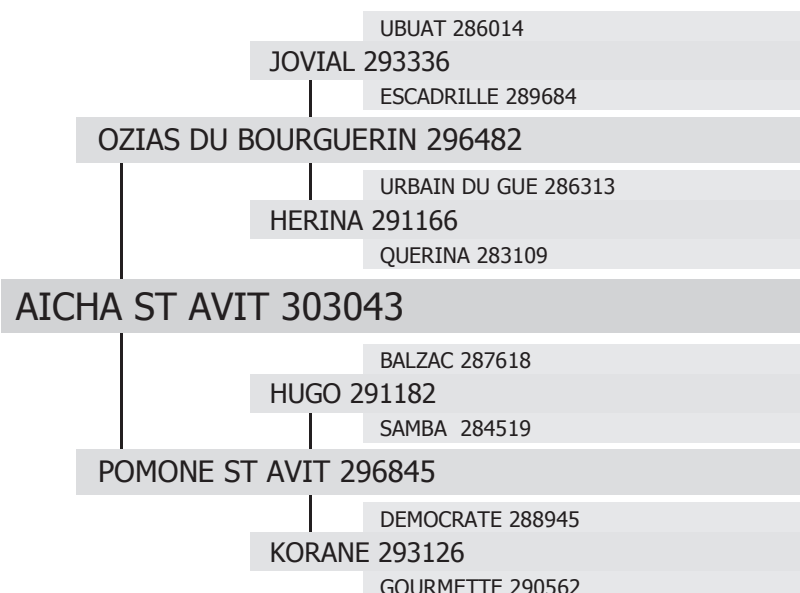 UBUAT 286014
JOVIAL 293336
ESCADRILLE 289684
OZIAS DU BOURGUERIN 296482
URBAIN DU GUE 286313
HERINA 291166
QUERINA 283109
AICHA ST AVIT 303043
BALZAC 287618
HUGO 291182
SAMBA 284519
POMONE ST AVIT 296845
DEMOCRATE 288945
KORANE 293126
GOURMETTE 290562